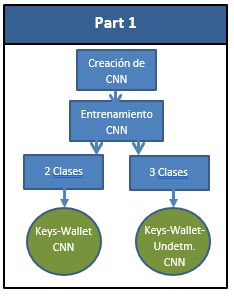 Part 1
Creación de
CNN
Entrenamiento
CNN
2 Clases
3 Clases
Keys-Wallet
CNN
Keys-Wallet-
Undetm.
CNN